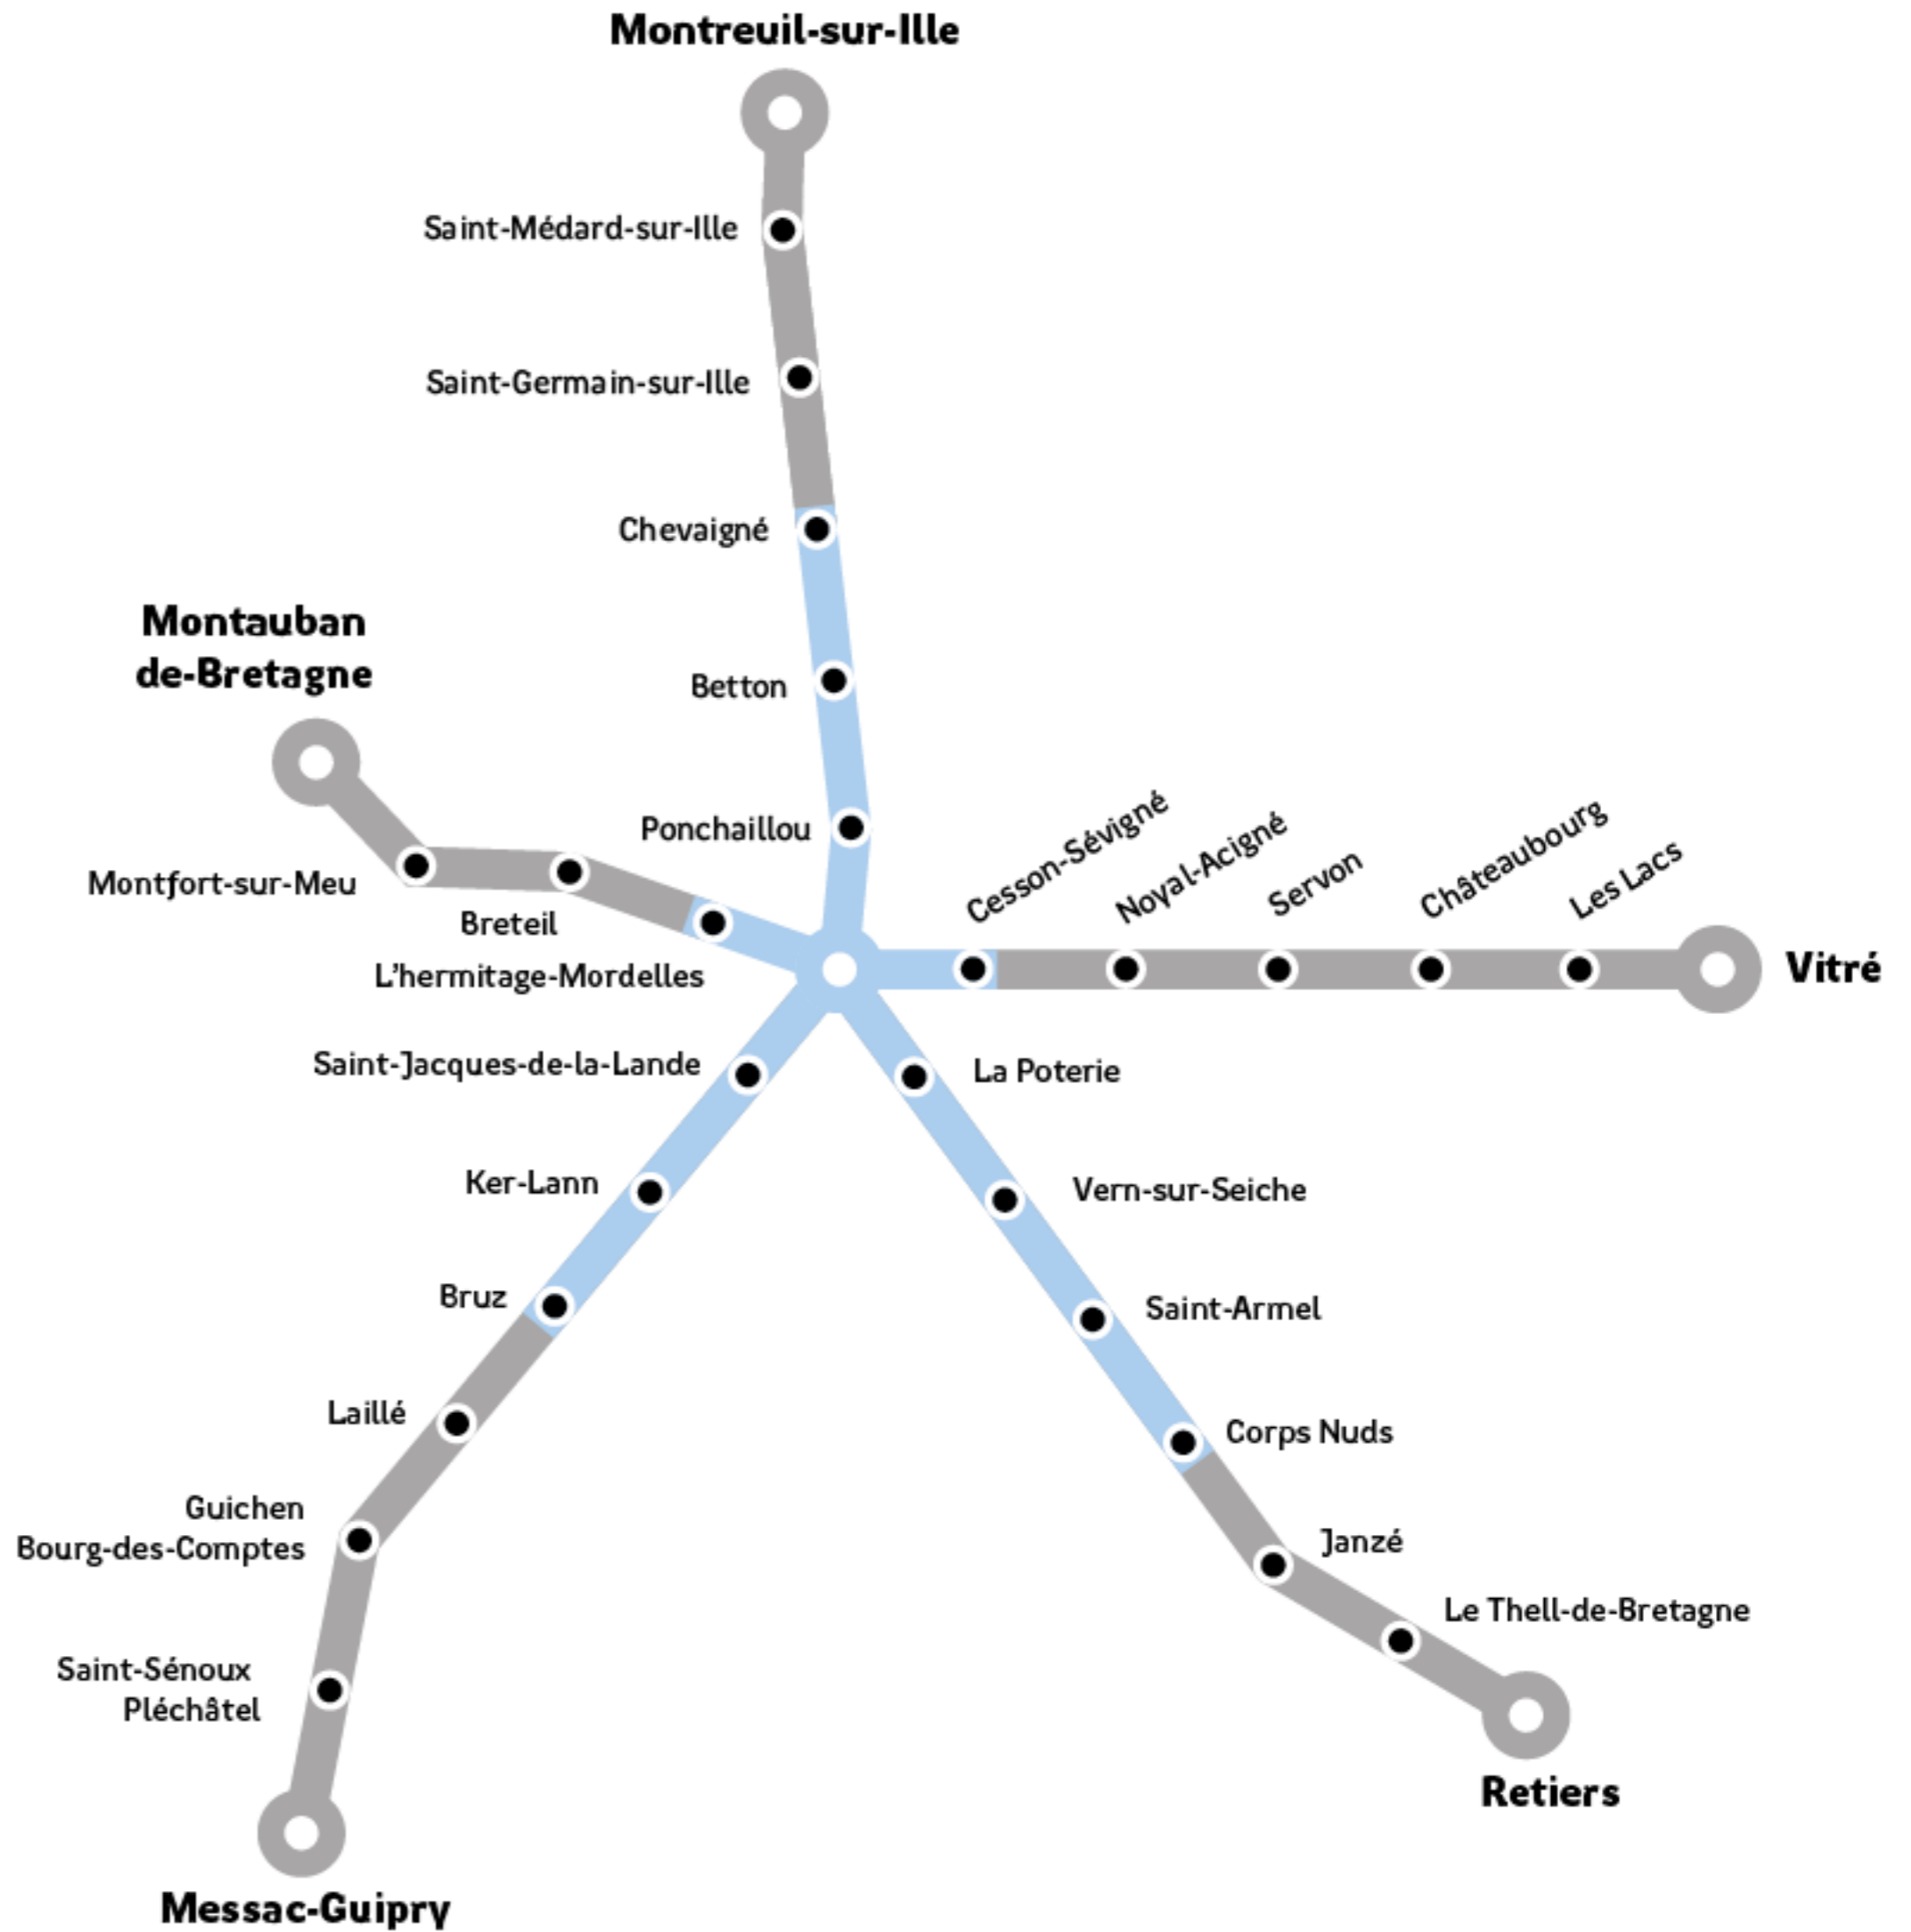 Montreuil-sur-Ille
Saint-Médard-sur-Ille
Saint-Germain-sur-Ille
Chevaigné
Montauban
de-Bretagne
Betton
Ponchaillou
Cesson-Sévigné
Noyal-Acigné
Servon
Châteaubourg
Les Lacs
Montfort-sur-Meu
Breteil
L'hermitage-Mordelles
Vitré
Saint-Jacques-de-la-Lande
La Poterie
Ker-Lann
Vern-sur-Seiche
Bruz
Saint-Armel
Laillé
Corps Nuds
Guichen
Bourg-des-Comptes
Janzé
Le Thell-de-Bretagne
Saint-Sénoux
Pléchâtel
Retiers
Messac-Guipry